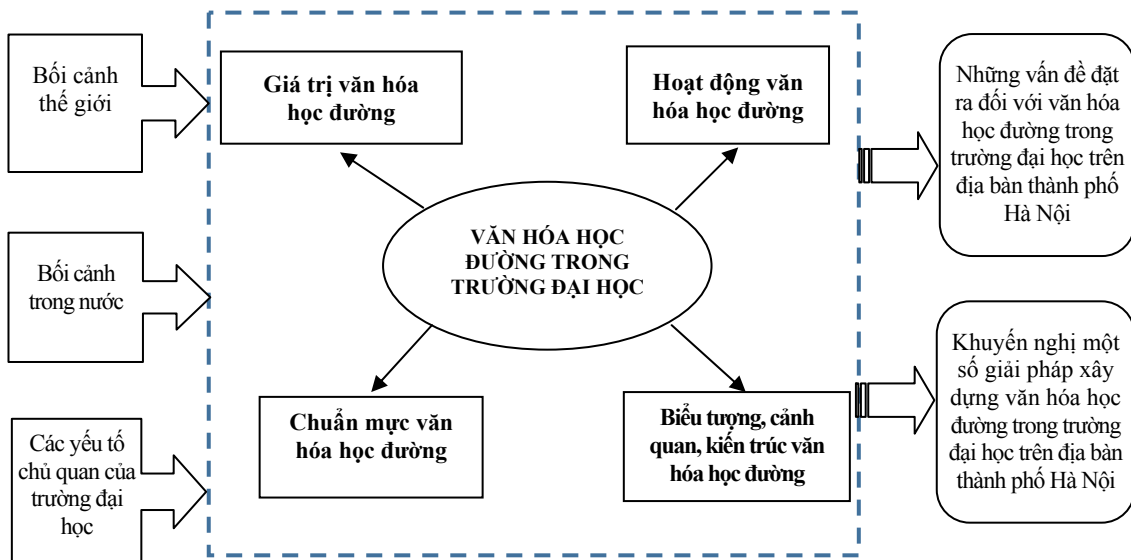 Bối cảnh
thế giới
Bối cảnh
trong nước
Các yếu tố
chủ quan của
trường đại
học
Giá trị văn hóa
học đường
Hoạt động văn
hóa học đường
VĂN HÓA HỌC
ĐƯỜNG TRONG
TRƯỜNG ĐẠI HỌC
Chuẩn mực văn
hóa học đường
Biểu tượng, cảnh
quan, kiến trúc văn
hóa học đường
Những vấn đề đặt
ra đối với văn hóa
học đường trong
trường đại học trên
địa bàn thành phố
Hà Nội
Khuyến nghị một
số giải pháp xây
dựng văn hóa học
đường trong trường
đại học trên địa bàn
thành phố Hà Nội